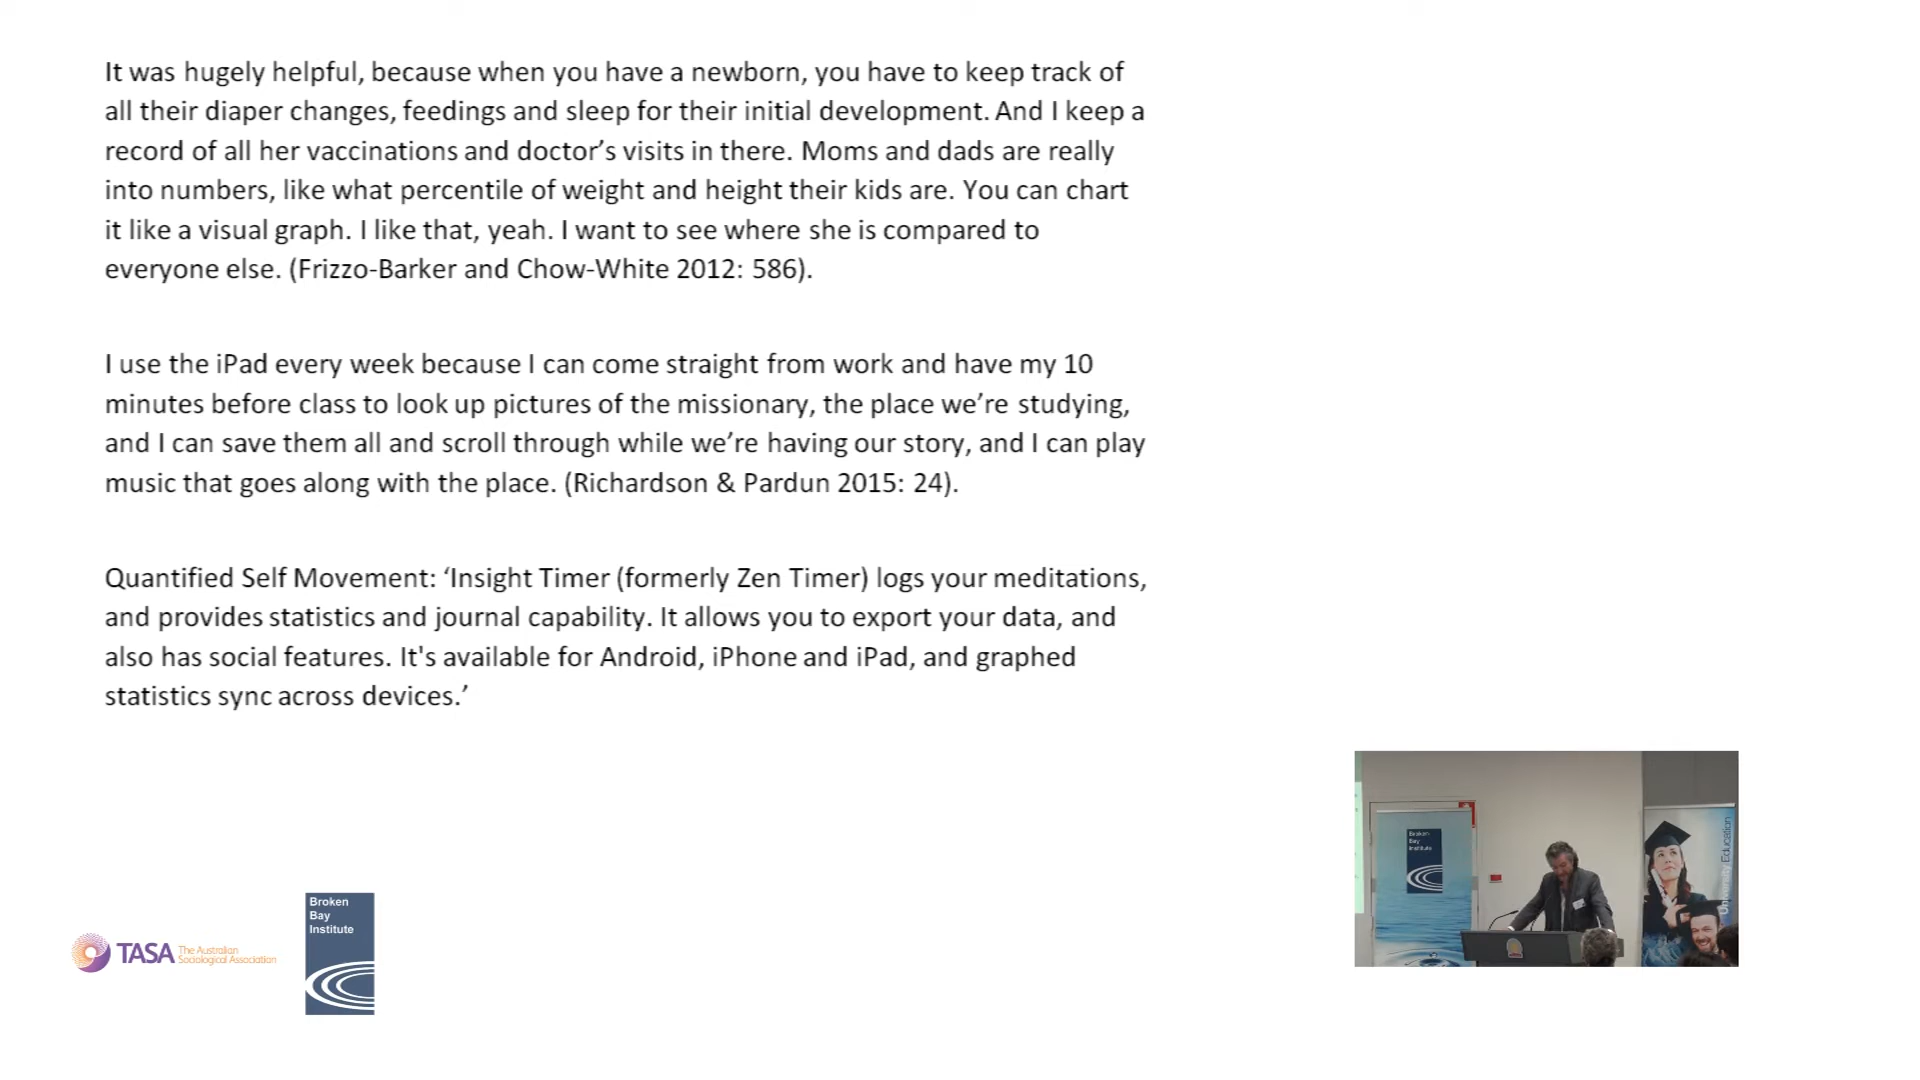 It was hugely helpful, because when you have a newborn, you have to keep track of
all their diaper changes, feedings and sleep for their initial development. And I keep a
record of all her vaccinations and doctor’s visits in there. Moms and dads are really
into numbers, like what percentile of weight and height their kids are. You can chart
it like a visual graph. I like that, yeah. I want to see where she is compared to
everyone else. (Frizzo-Barker and Chow-White 2012: 586).
I use the iPad every week because I can come straight from work and have my 10
minutes before class to look up pictures of the missionary, the place we’re studying,
and I can save them all and scroll through while we’re having our story, and I can play
music that goes along with the place. (Richardson & Pardun 2015: 24).
Quantified Self Movement: ‘Insight Timer (formerly Zen Timer) logs your meditations,
and provides statistics and journal capability. It allows you to export your data, and
also has social features. It's available for Android, iPhone and iPad, and graphed
statistics sync across devices.’
Broken
Bay
Institute
University Education
Broken
Bay
Institute
TASA
The Australian
Sociological Association